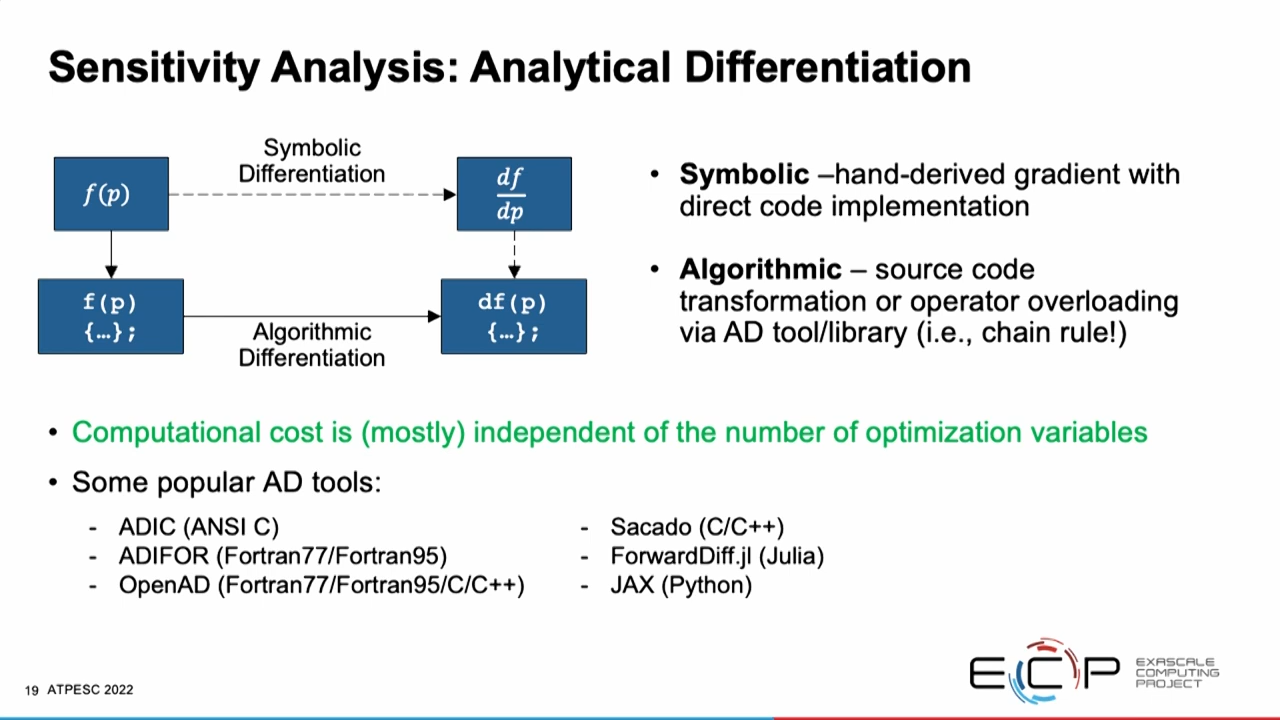 Sensitivity Analysis: Analytical Differentiation
f(p)
Symbolic
Differentiation
df
dp
f(p)
{…};
Algorithmic
Differentiation
df(p)
{…};
• Symbolic –hand-derived gradient with
direct code implementation
• Algorithmic – source code
transformation or operator overloading
via AD tool/library (i.e., chain rule!)
• Computational cost is (mostly) independent of the number of optimization variables
• Some popular AD tools:
- ADIC (ANSI C)
- ADIFOR (Fortran77/Fortran95)
- OpenAD (Fortran77/Fortran95/C/C++)
- Sacado (C/C++)
- ForwardDiff.jl (Julia)
- JAX (Python)
19 ATPESC 2022
ECP
EXASCALE
COMPUTING
PROJECT